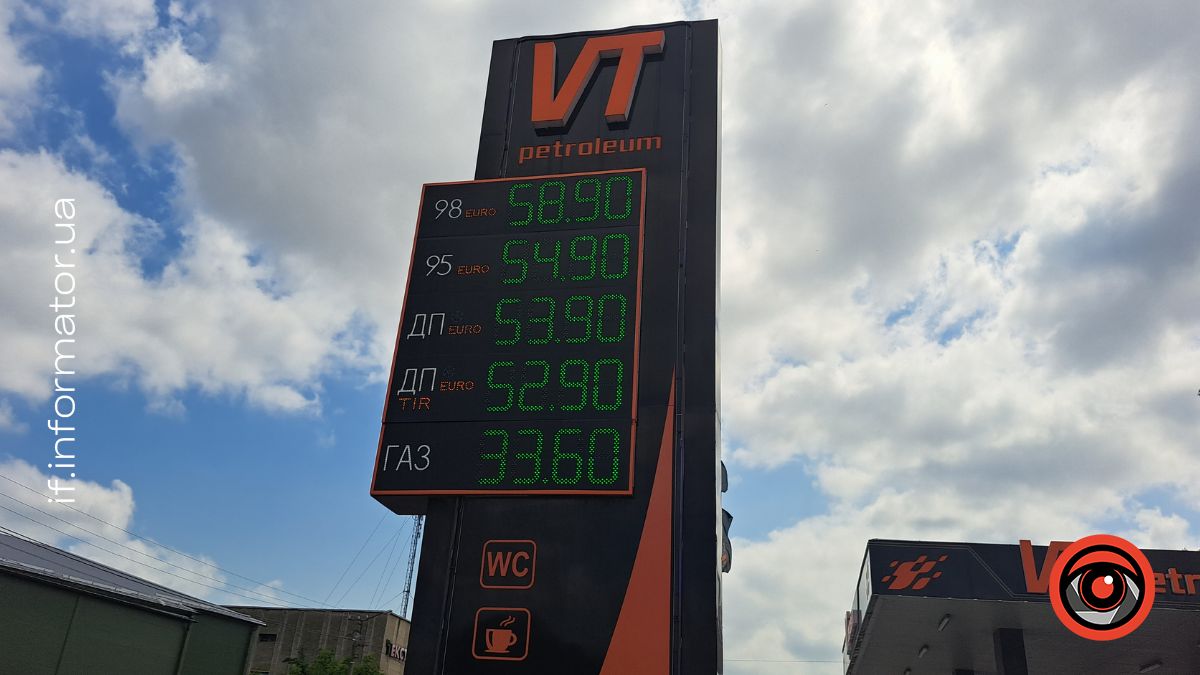 VT
petroleum
98 EURO 58.90
95 EURO 54.90
ДП EURO 53.90
ДП EURO 52.90
TIR
ГАЗ 33.60
WC
if.informator.ua